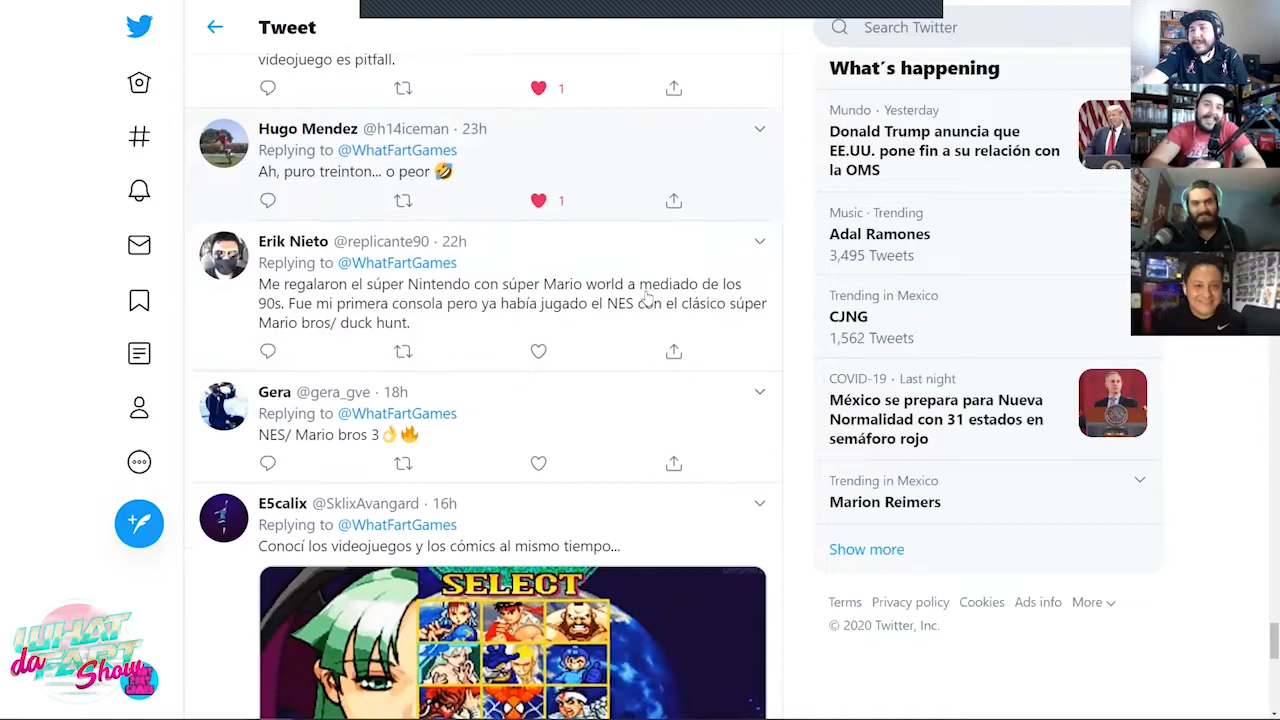 Tweet
Search Twitter
videojuego es pitfall.
1
Hugo Mendez @h14iceman · 23h
Replying to @WhatFartGames
Ah, puro treinton... o peor 🤣
1
Erik Nieto @replicante90 · 22h
Replying to @WhatFartGames
Me regalaron el súper Nintendo con súper Mario world a mediado de los
90s. Fue mi primera consola pero ya había jugado el NES con el clásico súper
Mario bros/ duck hunt.
Gera @gera_gve · 18h
Replying to @WhatFartGames
NES/ Mario bros 3👌🔥
E5calix @SklixAvangard · 16h
Replying to @WhatFartGames
Conocí los videojuegos y los cómics al mismo tiempo...
SELECT
What's happening
Mundo · Yesterday
Donald Trump anuncia que
EE.UU. pone fin a su relación con
la OMS
Music · Trending
Adal Ramones
3,495 Tweets
Trending in Mexico
CJNG
1,562 Tweets
COVID-19 · Last night
México se prepara para Nueva
Normalidad con 31 estados en
semáforo rojo
Trending in Mexico
Marion Reimers
Show more
Terms Privacy policy Cookies Ads info More
© 2020 Twitter, Inc.
WHAT
da FART
Show